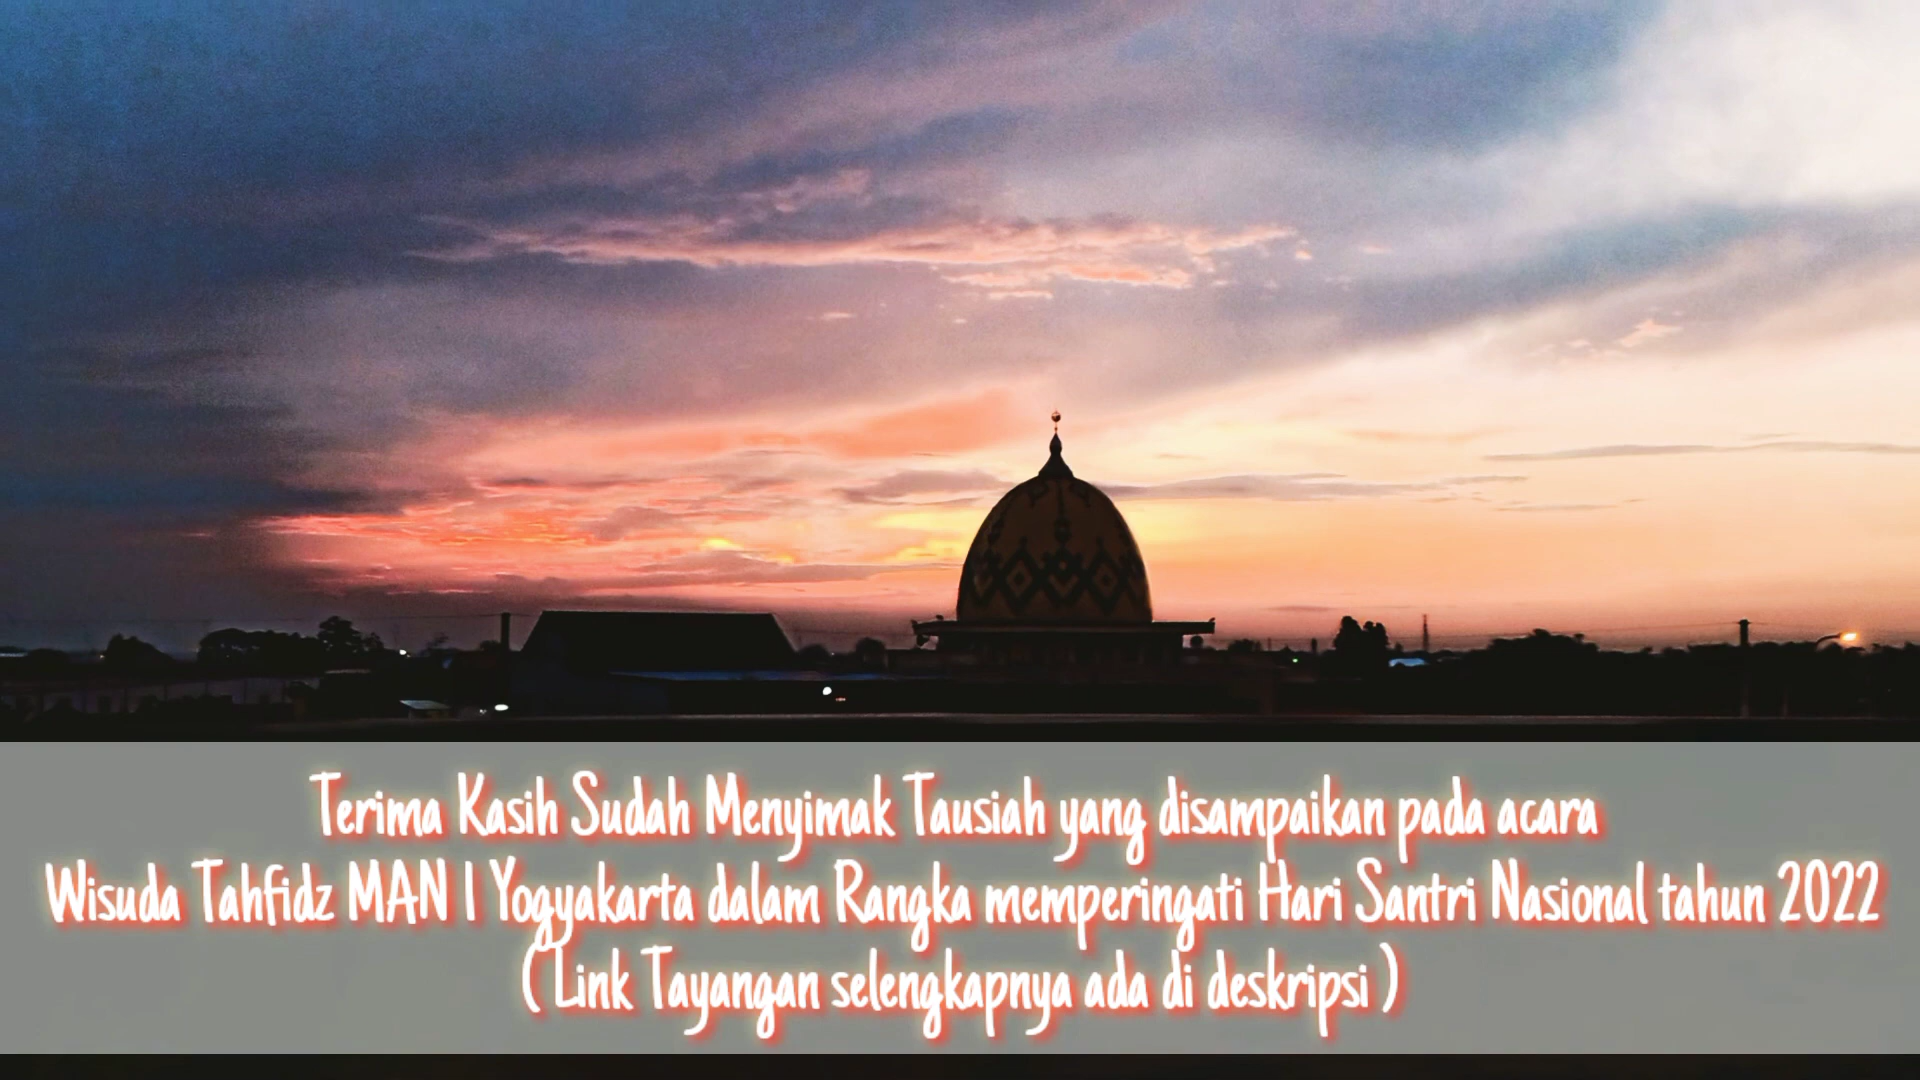 Terima Kasih Sudah Menyimak Tausiah yang disampaikan pada acara
Wisuda Tahfidz MAN 1 Yogyakarta dalam Rangka memperingati Hari Santri Nasional tahun 2022
( Link Tayangan selengkapnya ada di deskripsi )